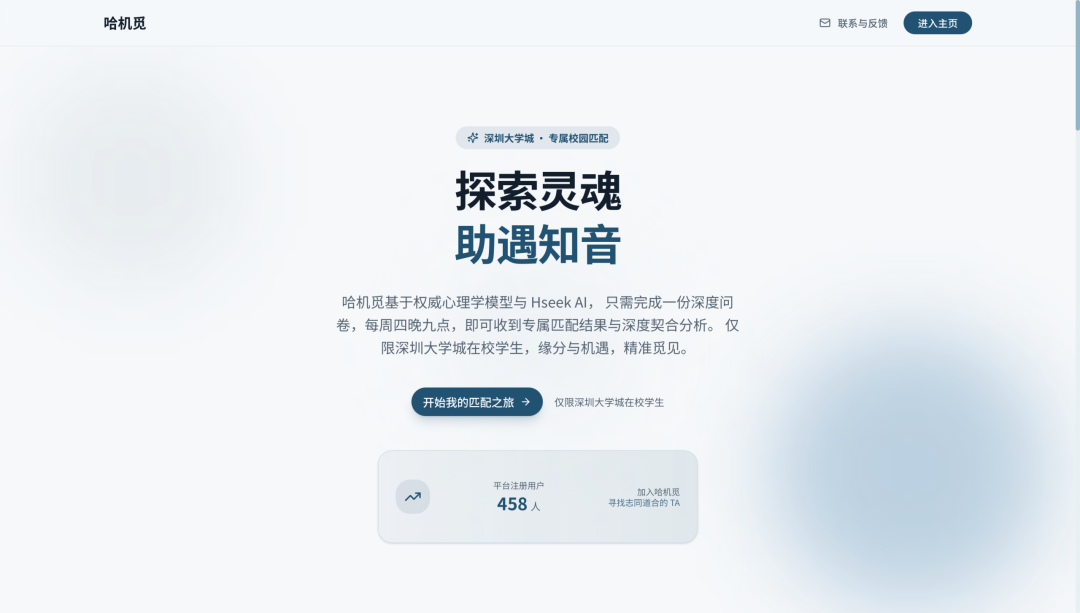 哈机觅
联系与反馈
进入主页
深圳大学城 · 专属校园匹配
探索灵魂
助遇知音
哈机觅基于权威心理学模型与 Hseek AI， 只需完成一份深度问
卷，每周四晚九点，即可收到专属匹配结果与深度契合分析。 仅
限深圳大学城在校学生，缘分与机遇，精准觅见。
开始我的匹配之旅 →
仅限深圳大学城在校学生
平台注册用户
458 人
加入哈机觅
寻找志同道合的 TA